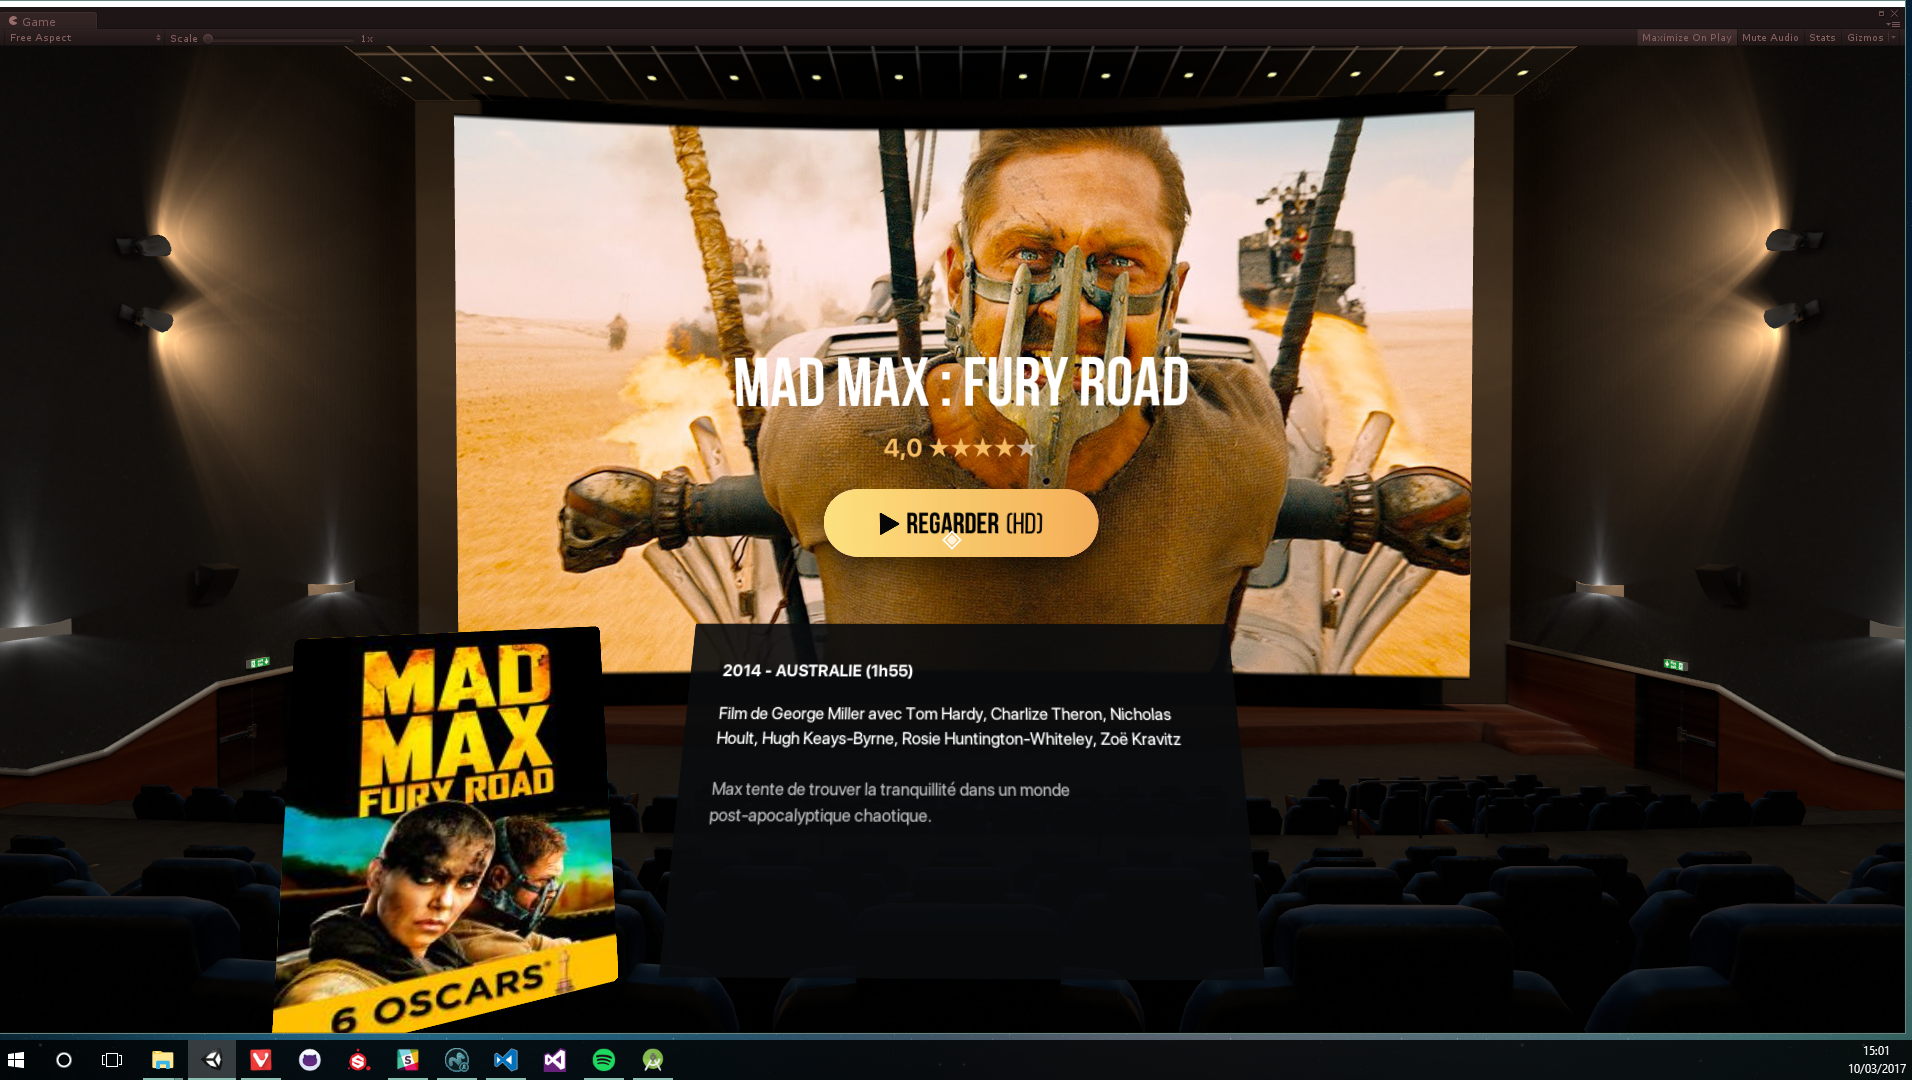 Game
Free Aspect
Scale
1x
Maximize On Play
Mute Audio
Stats
Gizmos
MAD MAX : FURY ROAD
4,0 ★★★★★
REGARDER (HD)
2014 - AUSTRALIE (1h55)
Film de George Miller avec Tom Hardy, Charlize Theron, Nicholas
Hoult, Hugh Keays-Byrne, Rosie Huntington-Whiteley, Zoë Kravitz
Max tente de trouver la tranquillité dans un monde
post-apocalyptique chaotique.
MAD
MAX
FURY ROAD
6 OSCARS
15:01
10/03/2017